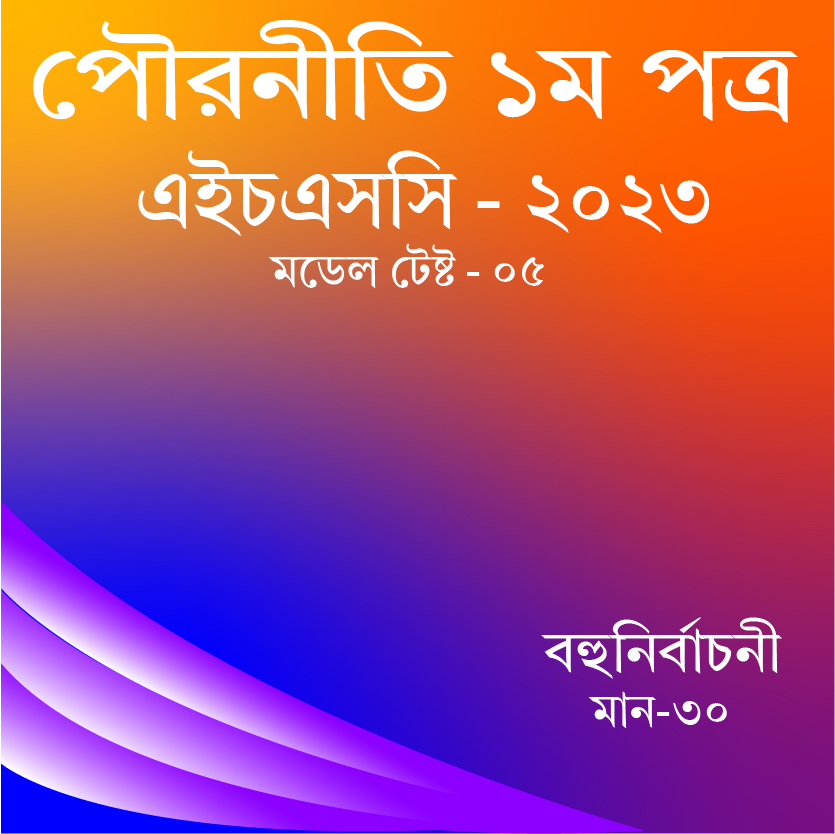 পৌরনীতি ১ম পত্র
এইচএসসি - ২০২৩
মডেল টেষ্ট - ০৫
বহুনির্বাচনী
মান-৩০